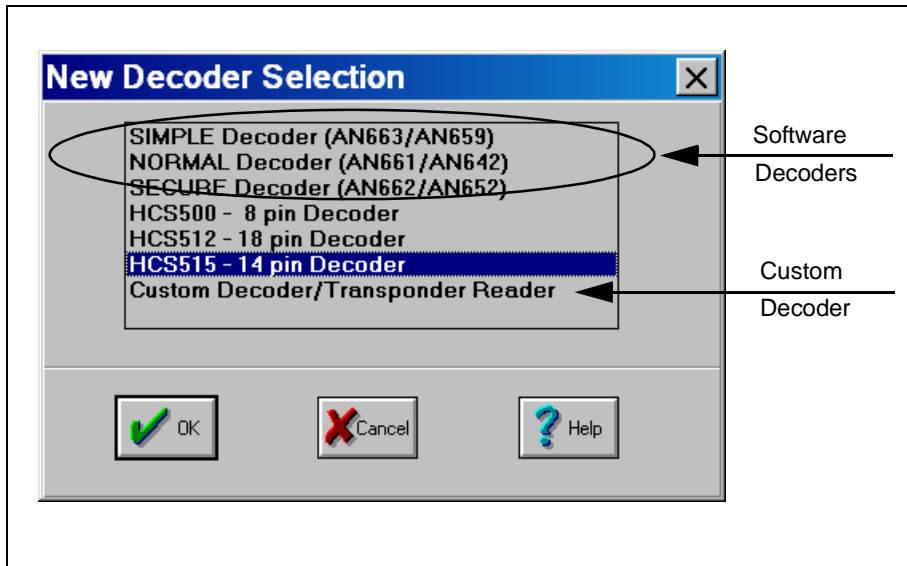 New Decoder Selection
SIMPLE Decoder (AN663/AN659)
NORMAL Decoder (AN661/AN642)
SECURE Decoder (AN662/AN652)
HCS500 - 8 pin Decoder
HCS512 - 18 pin Decoder
HCS515 - 14 pin Decoder
Custom Decoder/Transponder Reader
Software
Decoders
Custom
Decoder
OK
Cancel
Help